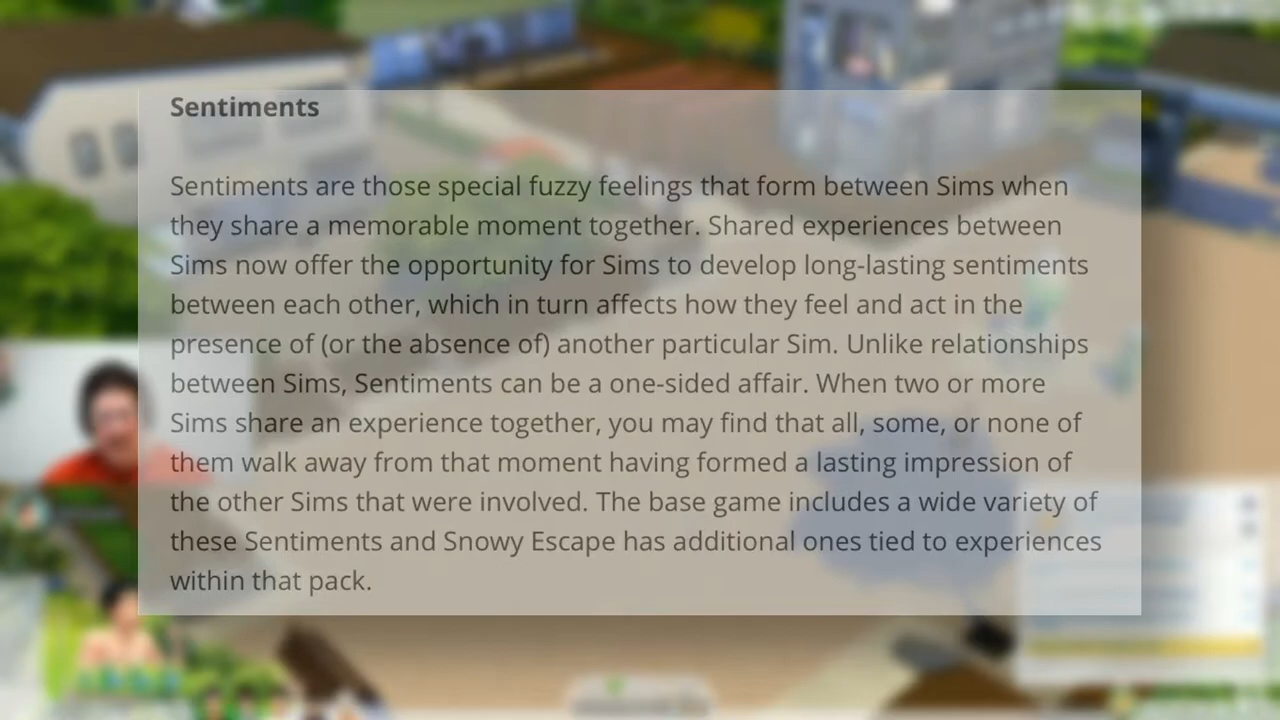 Sentiments
Sentiments are those special fuzzy feelings that form between Sims when
they share a memorable moment together. Shared experiences between
Sims now offer the opportunity for Sims to develop long-lasting sentiments
between each other, which in turn affects how they feel and act in the
presence of (or the absence of) another particular Sim. Unlike relationships
between Sims, Sentiments can be a one-sided affair. When two or more
Sims share an experience together, you may find that all, some, or none of
them walk away from that moment having formed a lasting impression of
the other Sims that were involved. The base game includes a wide variety of
these Sentiments and Snowy Escape has additional ones tied to experiences
within that pack.